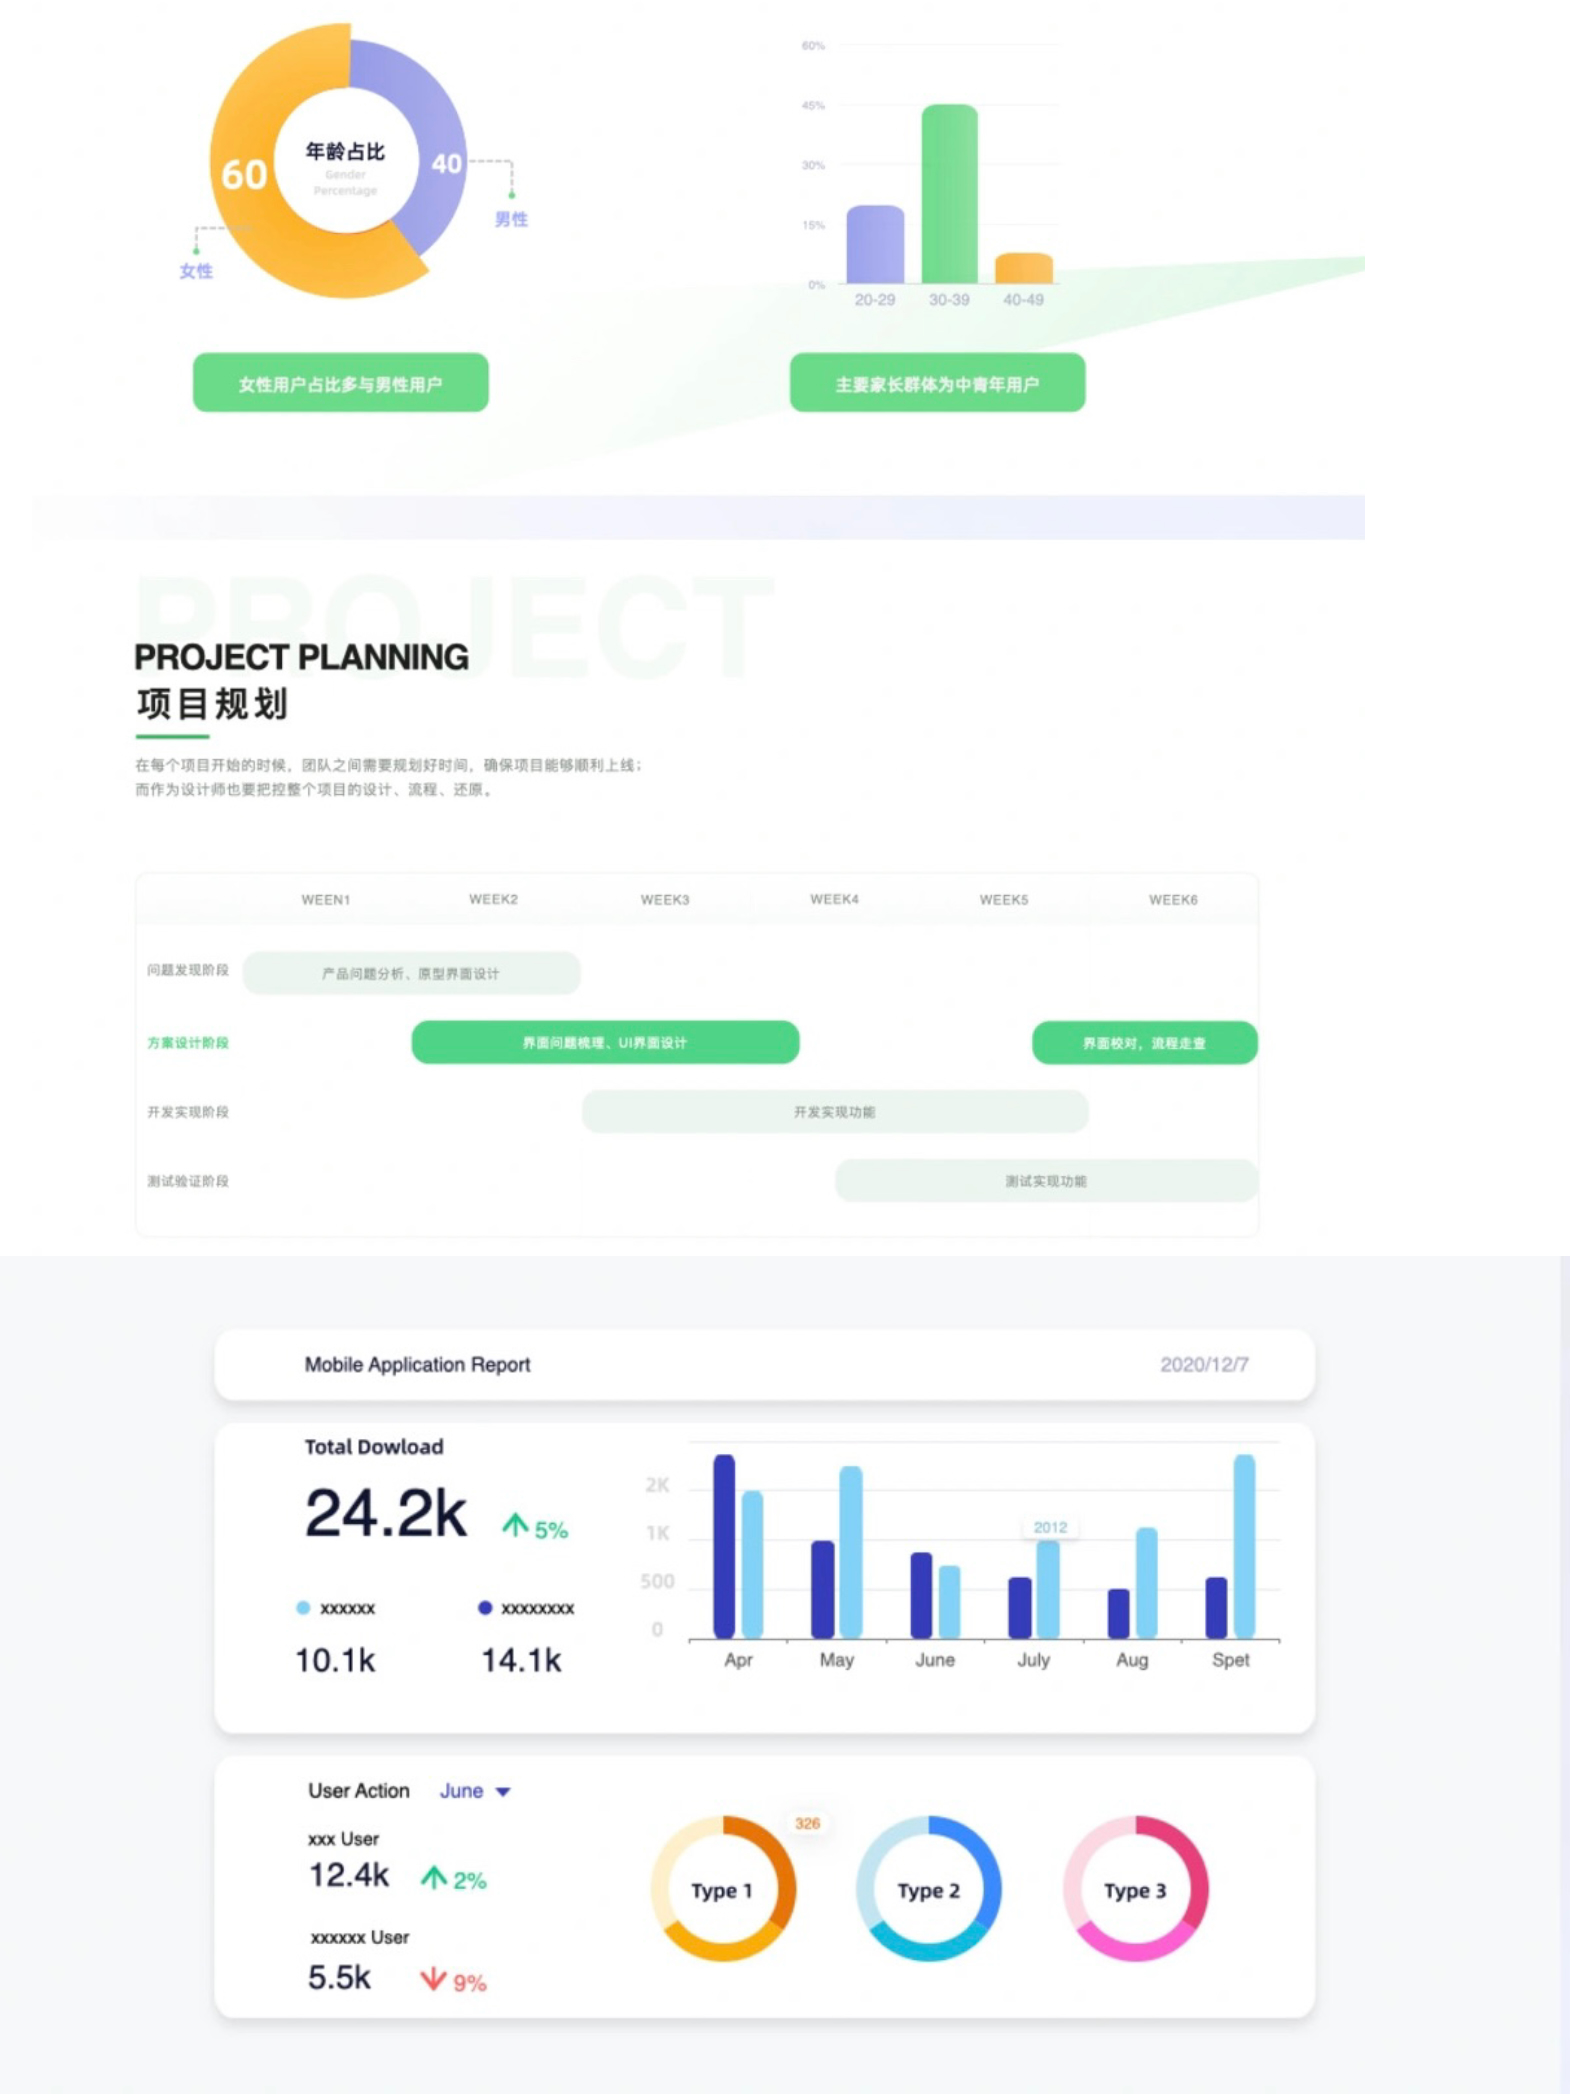 60%
45%
30%
15%
0%
年龄占比
Gender
Percentage
60
40
男性
女性
20-29 30-39 40-49
女性用户占比多与男性用户
主要家长群体为中青年用户
PROJECT
PROJECT PLANNING
项目规划
在每个项目开始的时候，团队之间需要规划好时间，确保项目能够顺利上线；
而作为设计师也要把控整个项目的设计、流程、还原。
WEEN1 WEEK2 WEEK3 WEEK4 WEEK5 WEEK6
问题发现阶段 产品问题分析、原型界面设计
方案设计阶段 界面问题梳理、UI界面设计 界面校对，流程走查
开发实现阶段 开发实现功能
测试验证阶段 测试实现功能
Mobile Application Report 2020/12/7
Total Dowload
24.2k 5%
xxxxxx xxxxxxxx
10.1k 14.1k
2K
1K
500
0
2012
Apr May June July Aug Spet
User Action June
xxx User
12.4k 2%
xxxxxx User
5.5k 9%
326
Type 1 Type 2 Type 3